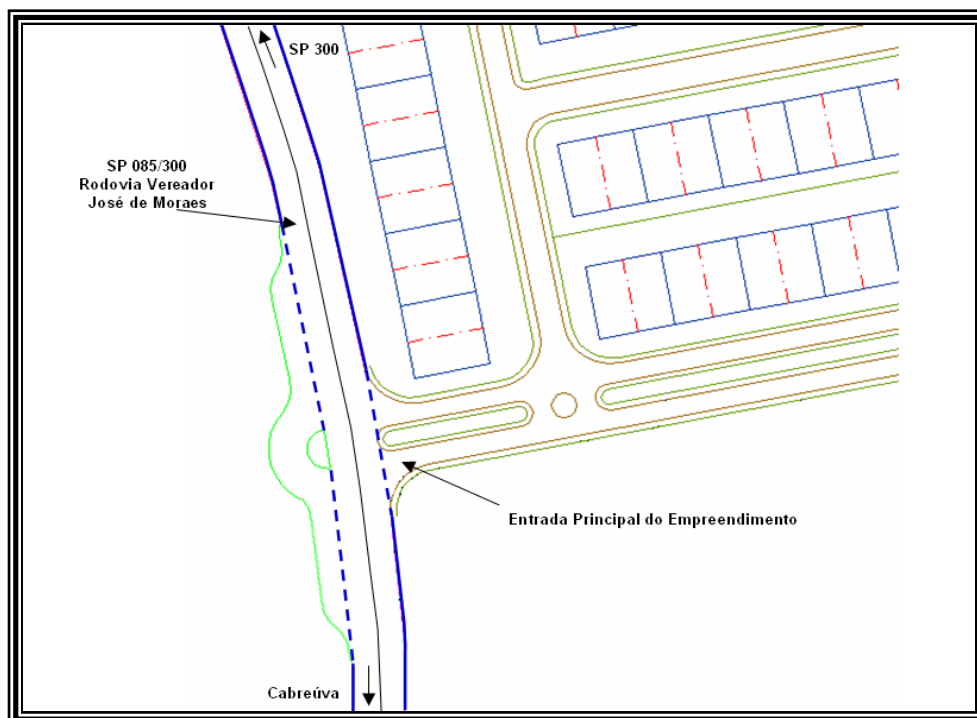 SP 300
SP 085/300
Rodovia Vereador
José de Moraes
Entrada Principal do Empreendimento
Cabreúva